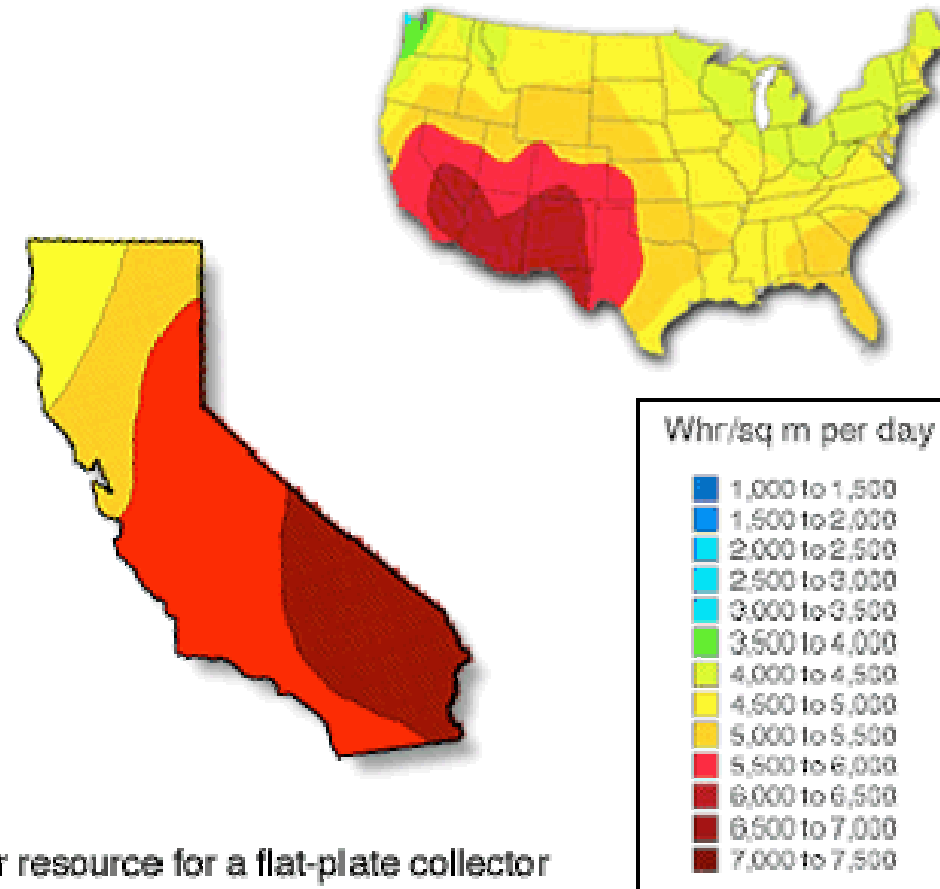 Whr/sq m per day
1,000 to 1,500
1,500 to 2,000
2,000 to 2,500
2,500 to 3,000
3,000 to 3,500
3,500 to 4,000
4,000 to 4,500
4,500 to 5,000
5,000 to 5,500
5,500 to 6,000
6,000 to 6,500
6,500 to 7,000
7,000 to 7,500
r resource for a flat-plate collector